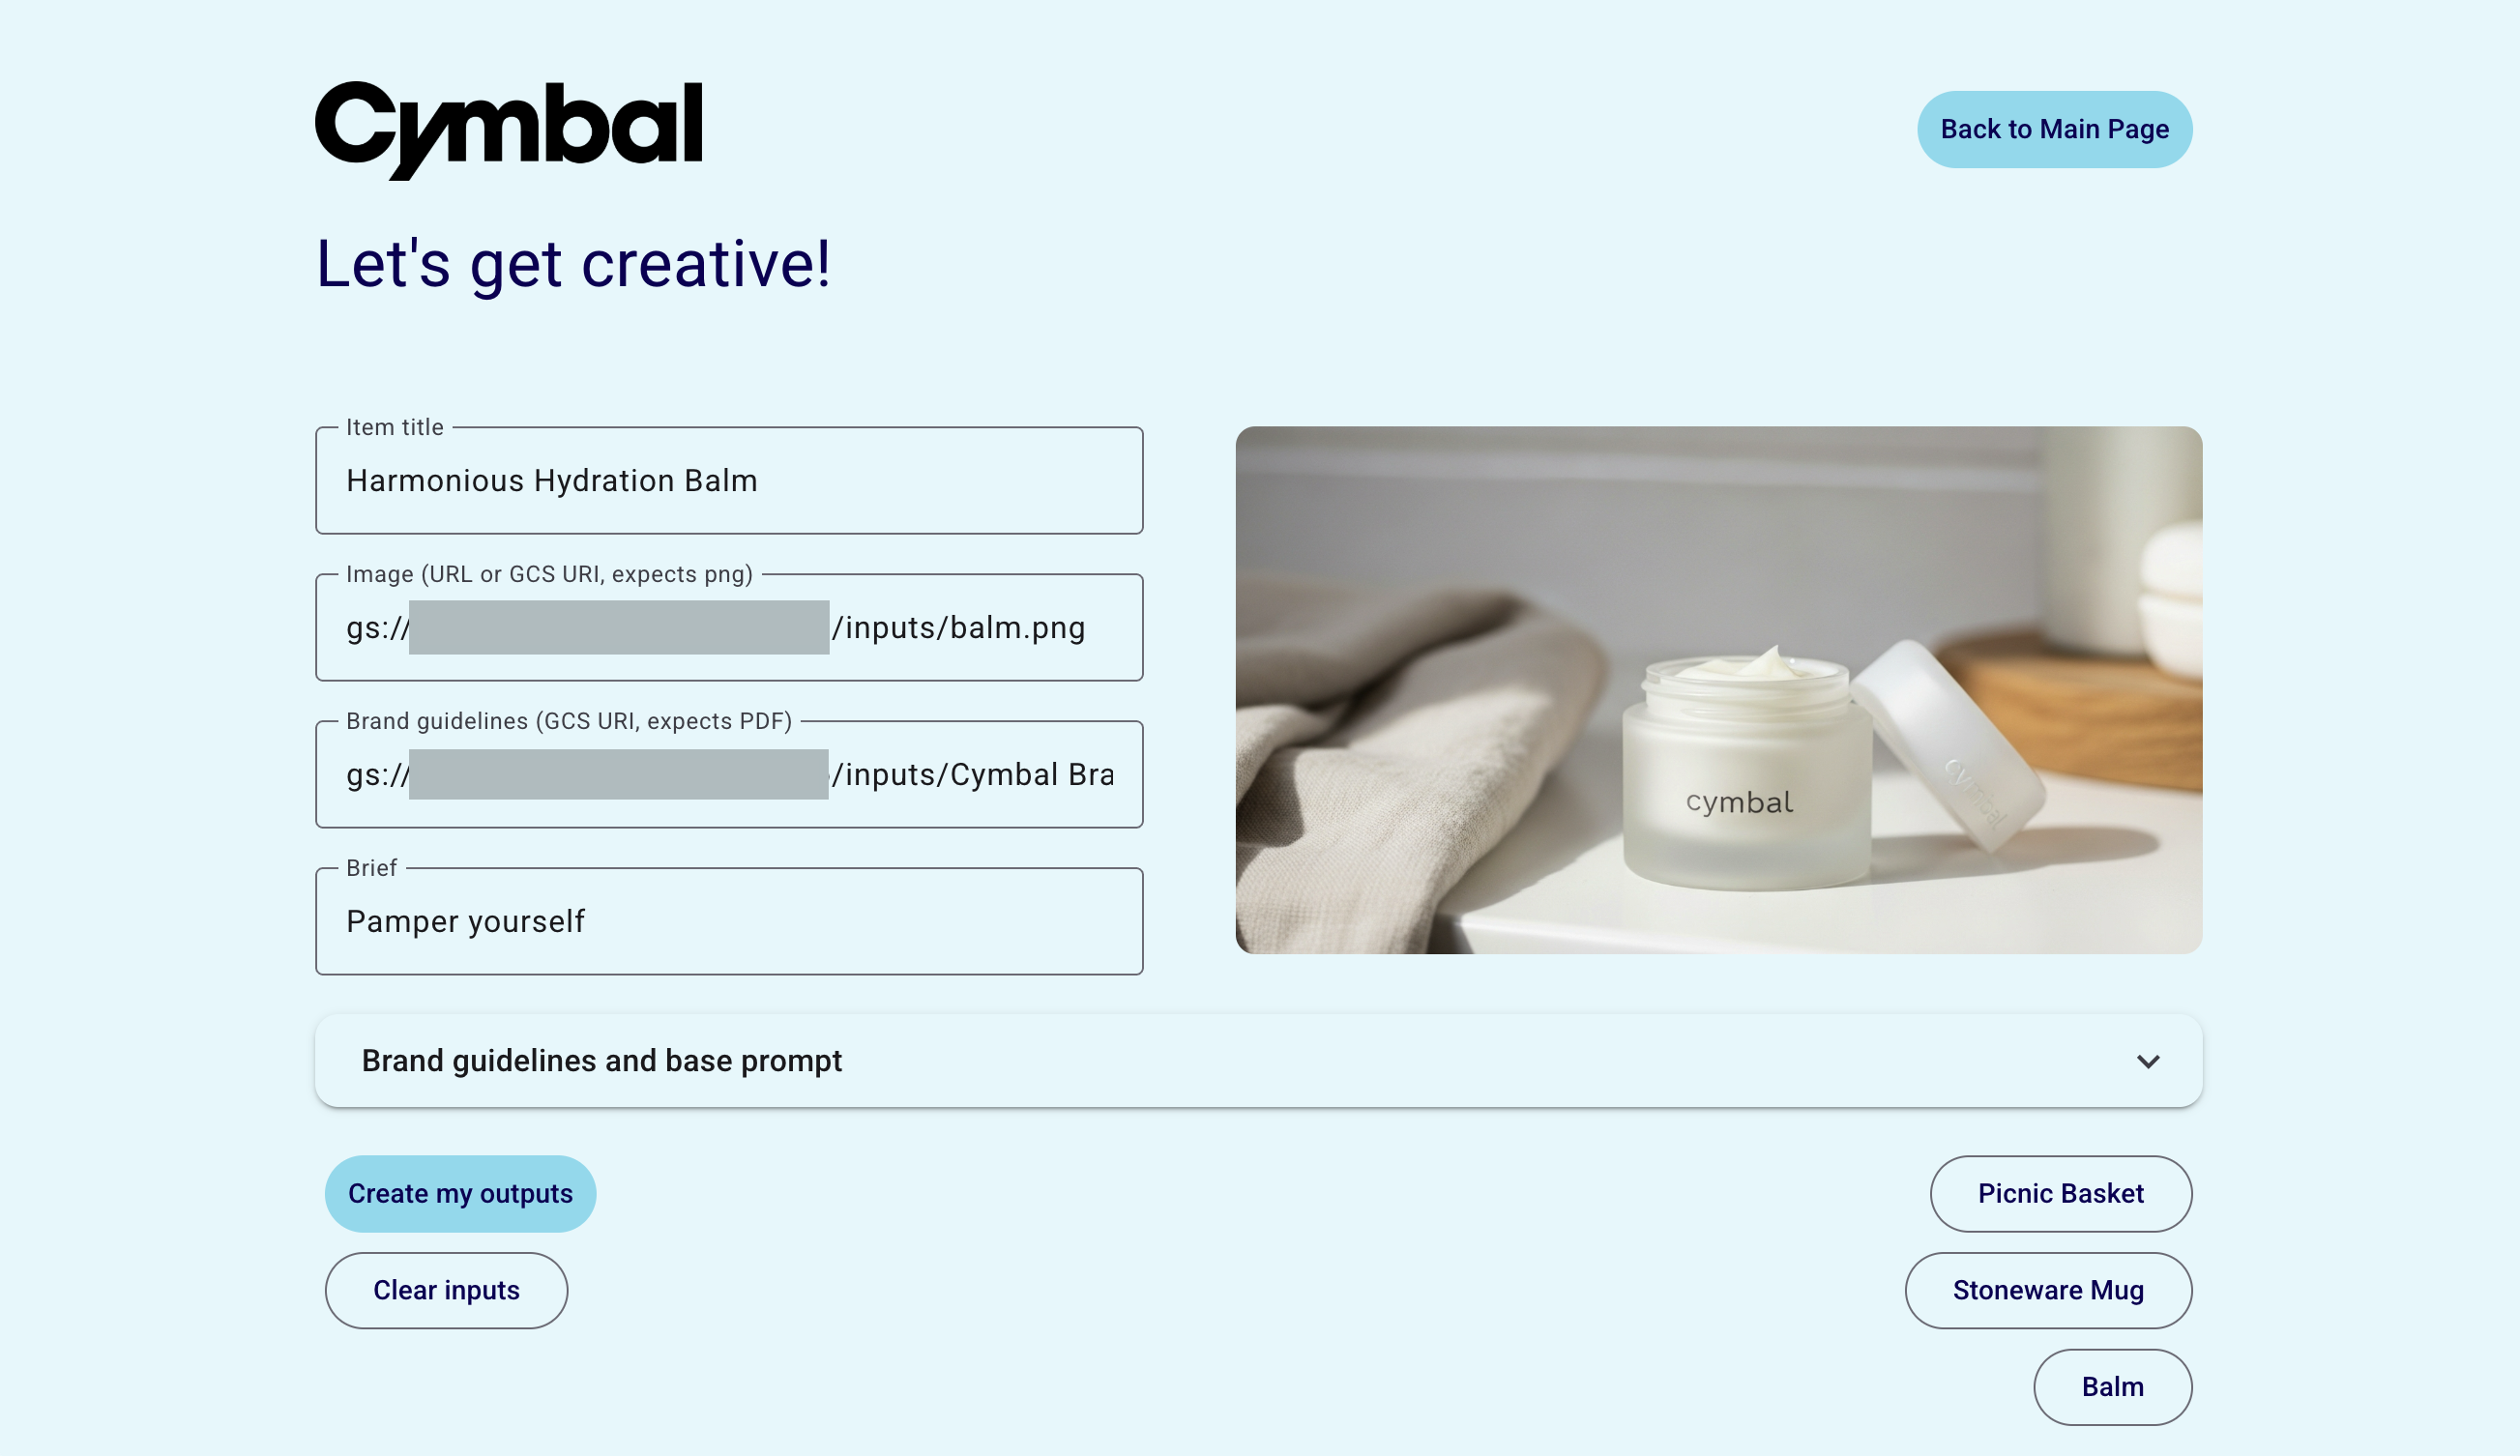 Cymbal
Back to Main Page
Let's get creative!
Item title
Harmonious Hydration Balm
Image (URL or GCS URI, expects png)
gs:// /inputs/balm.png
Brand guidelines (GCS URI, expects PDF)
gs:// /inputs/Cymbal Bra
Brief
Pamper yourself
cymbal
cymbal
Brand guidelines and base prompt
Create my outputs
Picnic Basket
Clear inputs
Stoneware Mug
Balm